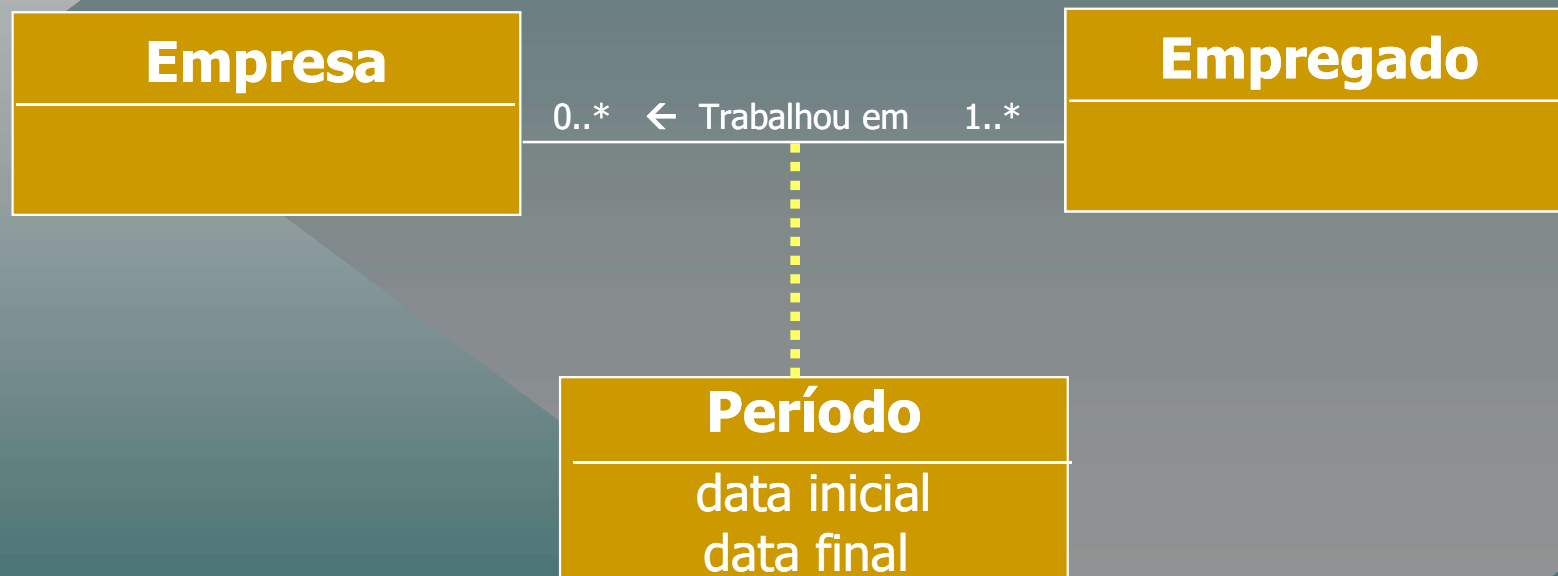 Empresa
Empregado
0..* ← Trabalhou em 1..*
Período
data inicial
data final